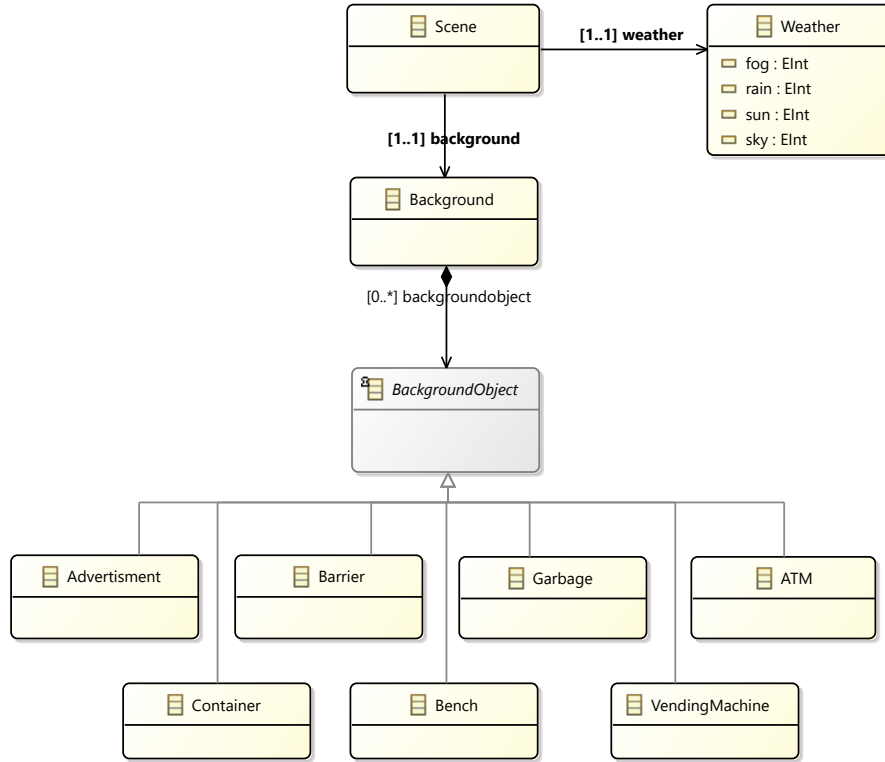 Scene
[1..1] weather
Weather
fog : EInt
rain : EInt
sun : EInt
sky : EInt
[1..1] background
Background
[0..*] backgroundobject
BackgroundObject
Advertisment
Barrier
Garbage
ATM
Container
Bench
VendingMachine